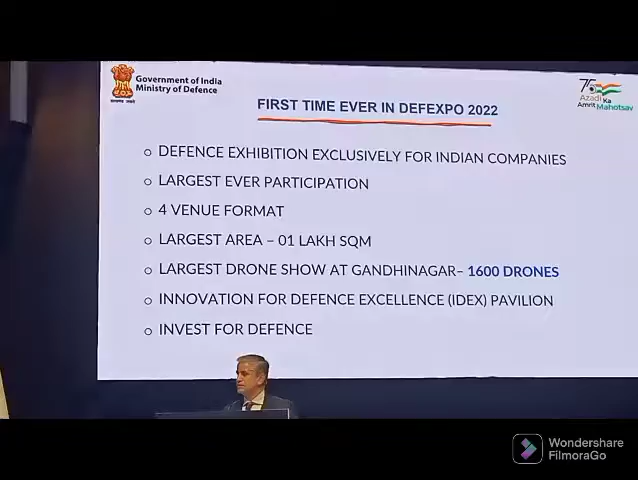 Government of India
Ministry of Defence
75
Azadi Ka
Amrit Mahotsav
FIRST TIME EVER IN DEFEXPO 2022
○ DEFENCE EXHIBITION EXCLUSIVELY FOR INDIAN COMPANIES
○ LARGEST EVER PARTICIPATION
○ 4 VENUE FORMAT
○ LARGEST AREA – 01 LAKH SQM
○ LARGEST DRONE SHOW AT GANDHINAGAR– 1600 DRONES
○ INNOVATION FOR DEFENCE EXCELLENCE (IDEX) PAVILION
○ INVEST FOR DEFENCE
Wondershare
FilmoraGo